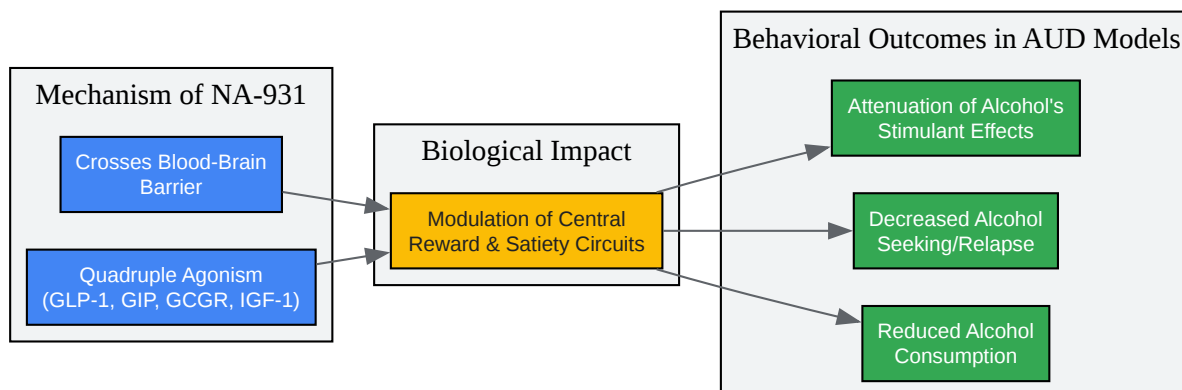 Mechanism of NA-931
Crosses Blood-Brain
Barrier
Quadruple Agonism
(GLP-1, GIP, GCGR, IGF-1)
Biological Impact
Modulation of Central
Reward & Satiety Circuits
Behavioral Outcomes in AUD Models
Attenuation of Alcohol's
Stimulant Effects
Decreased Alcohol
Seeking/Relapse
Reduced Alcohol
Consumption